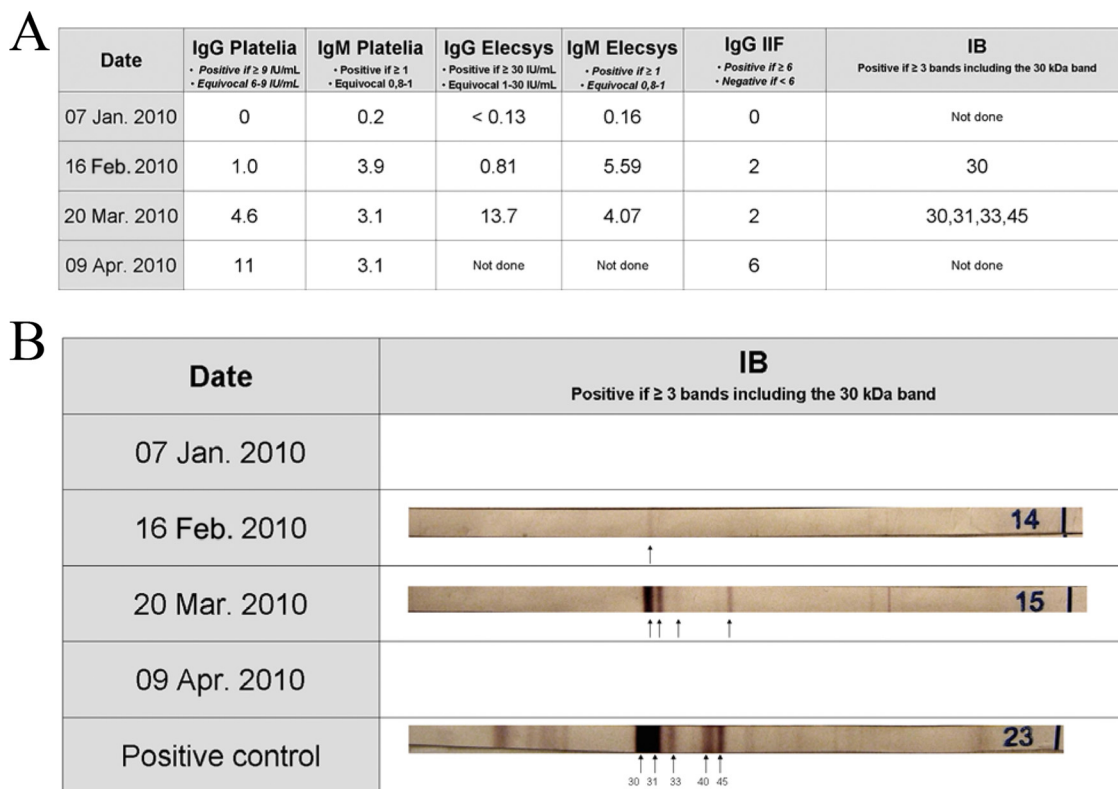 A
Date
IgG Platelia
• Positive if ≥ 9 IU/mL
• Equivocal 6-9 IU/mL
IgM Platelia
• Positive if ≥ 1
• Equivocal 0,8-1
IgG Elecsys
• Positive if ≥ 30 IU/mL
• Equivocal 1-30 IU/mL
IgM Elecsys
• Positive if ≥ 1
• Equivocal 0,8-1
IgG IIF
• Positive if ≥ 6
• Negative if < 6
IB
Positive if ≥ 3 bands including the 30 kDa band
07 Jan. 2010 0 0.2 < 0.13 0.16 0 Not done
16 Feb. 2010 1.0 3.9 0.81 5.59 2 30
20 Mar. 2010 4.6 3.1 13.7 4.07 2 30,31,33,45
09 Apr. 2010 11 3.1 Not done Not done 6 Not done
B
Date
IB
Positive if ≥ 3 bands including the 30 kDa band
07 Jan. 2010
16 Feb. 2010 14
20 Mar. 2010 15
09 Apr. 2010
Positive control 23
30 31 33 40 45